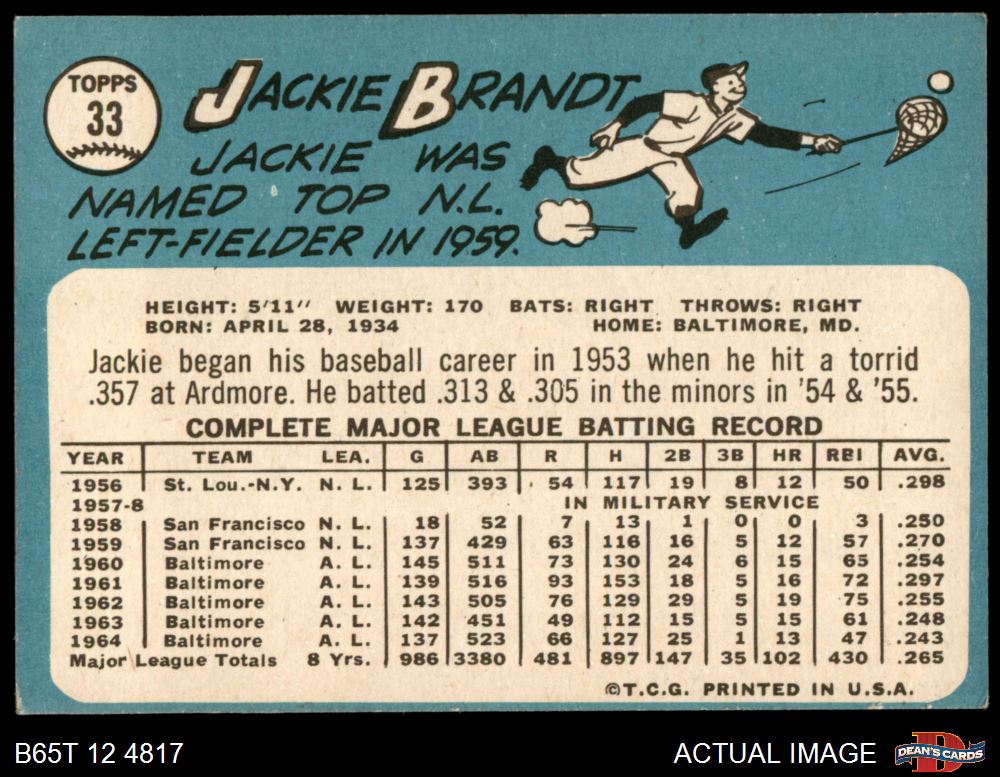 TOPPS
33
JACKIE BRANDT
JACKIE WAS
NAMED TOP N.L.
LEFT-FIELDER IN 1959.
HEIGHT: 5'11" WEIGHT: 170 BATS: RIGHT THROWS: RIGHT
BORN: APRIL 28, 1934 HOME: BALTIMORE, MD.
Jackie began his baseball career in 1953 when he hit a torrid
.357 at Ardmore. He batted .313 & .305 in the minors in '54 & '55.
COMPLETE MAJOR LEAGUE BATTING RECORD
YEAR TEAM LEA. G AB R H 2B 3B HR RBI AVG.
1956 St. Lou.-N.Y. N. L. 125 393 54 117 19 8 12 50 .298
1957-8 IN MILITARY SERVICE
1958 San Francisco N. L. 18 52 7 13 1 0 0 3 .250
1959 San Francisco N. L. 137 429 63 116 16 5 12 57 .270
1960 Baltimore A. L. 145 511 73 130 24 6 15 65 .254
1961 Baltimore A. L. 139 516 93 153 18 5 16 72 .297
1962 Baltimore A. L. 143 505 76 129 29 5 19 75 .255
1963 Baltimore A. L. 142 451 49 112 15 5 15 61 .248
1964 Baltimore A. L. 137 523 66 127 25 1 13 47 .243
Major League Totals 8 Yrs. 986 3380 481 897 147 35 102 430 .265
©T.C.G. PRINTED IN U.S.A.
B65T 12 4817 ACTUAL IMAGE DEAN'S CARDS